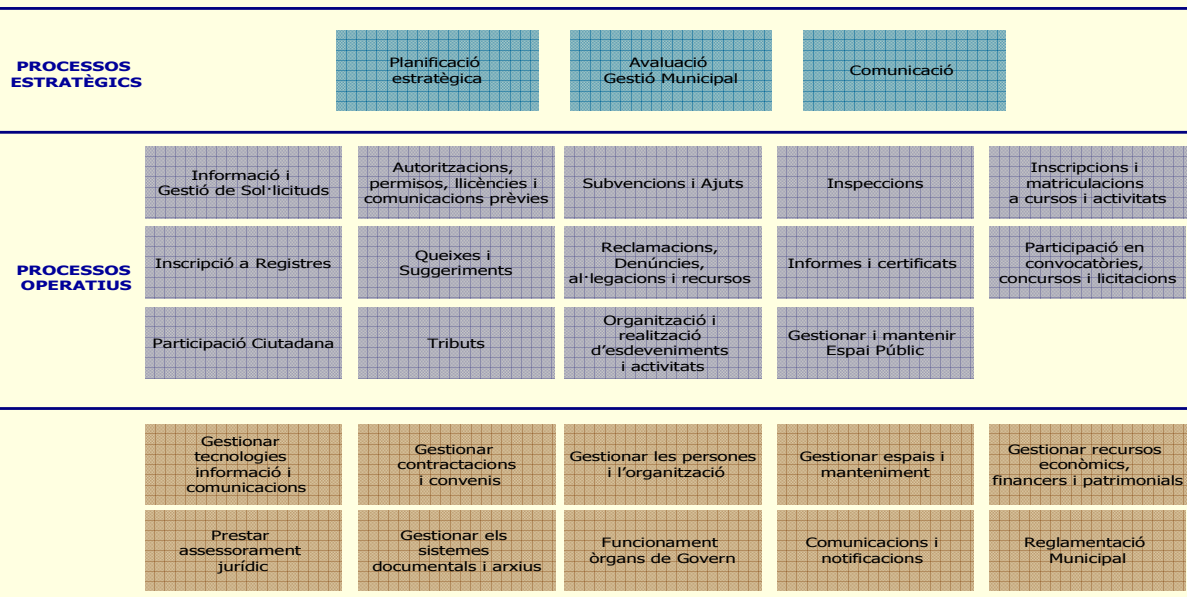 PROCESSOS
ESTRATÈGICS
Planificació
estratègica
Avaluació
Gestió Municipal
Comunicació
PROCESSOS
OPERATIUS
Informació i
Gestió de Sol·licituds
Autoritzacions,
permisos, llicències i
comunicacions prèvies
Subvencions i Ajuts
Inspeccions
Inscripcions i
matriculacions
a cursos i activitats
Inscripció a Registres
Queixes i
Suggeriments
Reclamacions,
Denúncies,
al·legacions i recursos
Informes i certificats
Participació en
convocatòries,
concursos i licitacions
Participació Ciutadana
Tributs
Organització i
realització
d'esdeveniments
i activitats
Gestionar i mantenir
Espai Públic
Gestionar
tecnologies
informació i
comunicacions
Gestionar
contractacions
i convenis
Gestionar les persones
i l'organització
Gestionar espais i
manteniment
Gestionar recursos
econòmics,
financers i patrimonials
Prestar
assessorament
jurídic
Gestionar els
sistemes
documentals i arxius
Funcionament
òrgans de Govern
Comunicacions i
notificacions
Reglamentació
Municipal